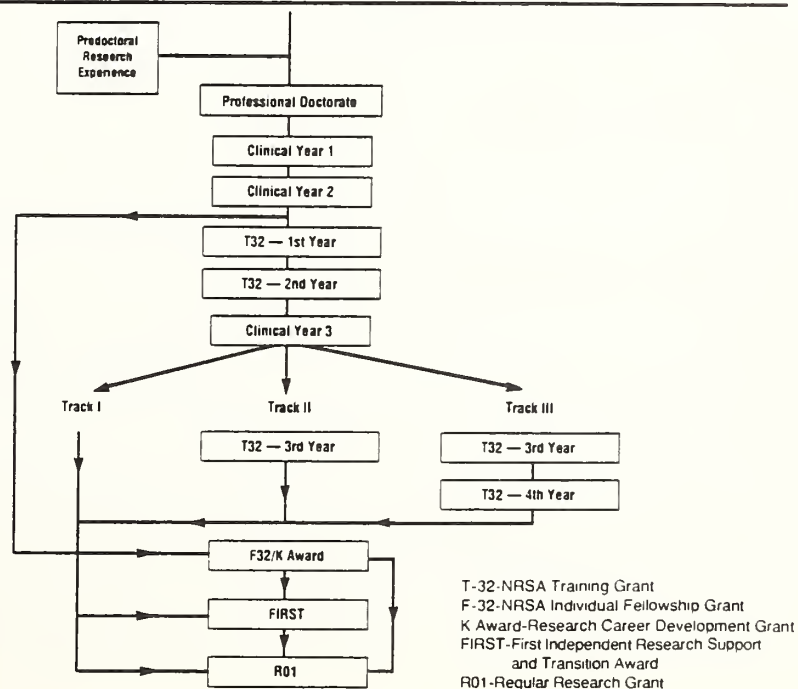 Predoctoral
Research
Experience
Professional Doctorate
Clinical Year 1
Clinical Year 2
T32 — 1st Year
T32 — 2nd Year
Clinical Year 3
Track I
Track II
Track III
T32 — 3rd Year
T32 — 3rd Year
T32 — 4th Year
F32/K Award
FIRST
R01
T-32-NRSA Training Grant
F-32-NRSA Individual Fellowship Grant
K Award-Research Career Development Grant
FIRST-First Independent Research Support
and Transition Award
R01-Regular Research Grant